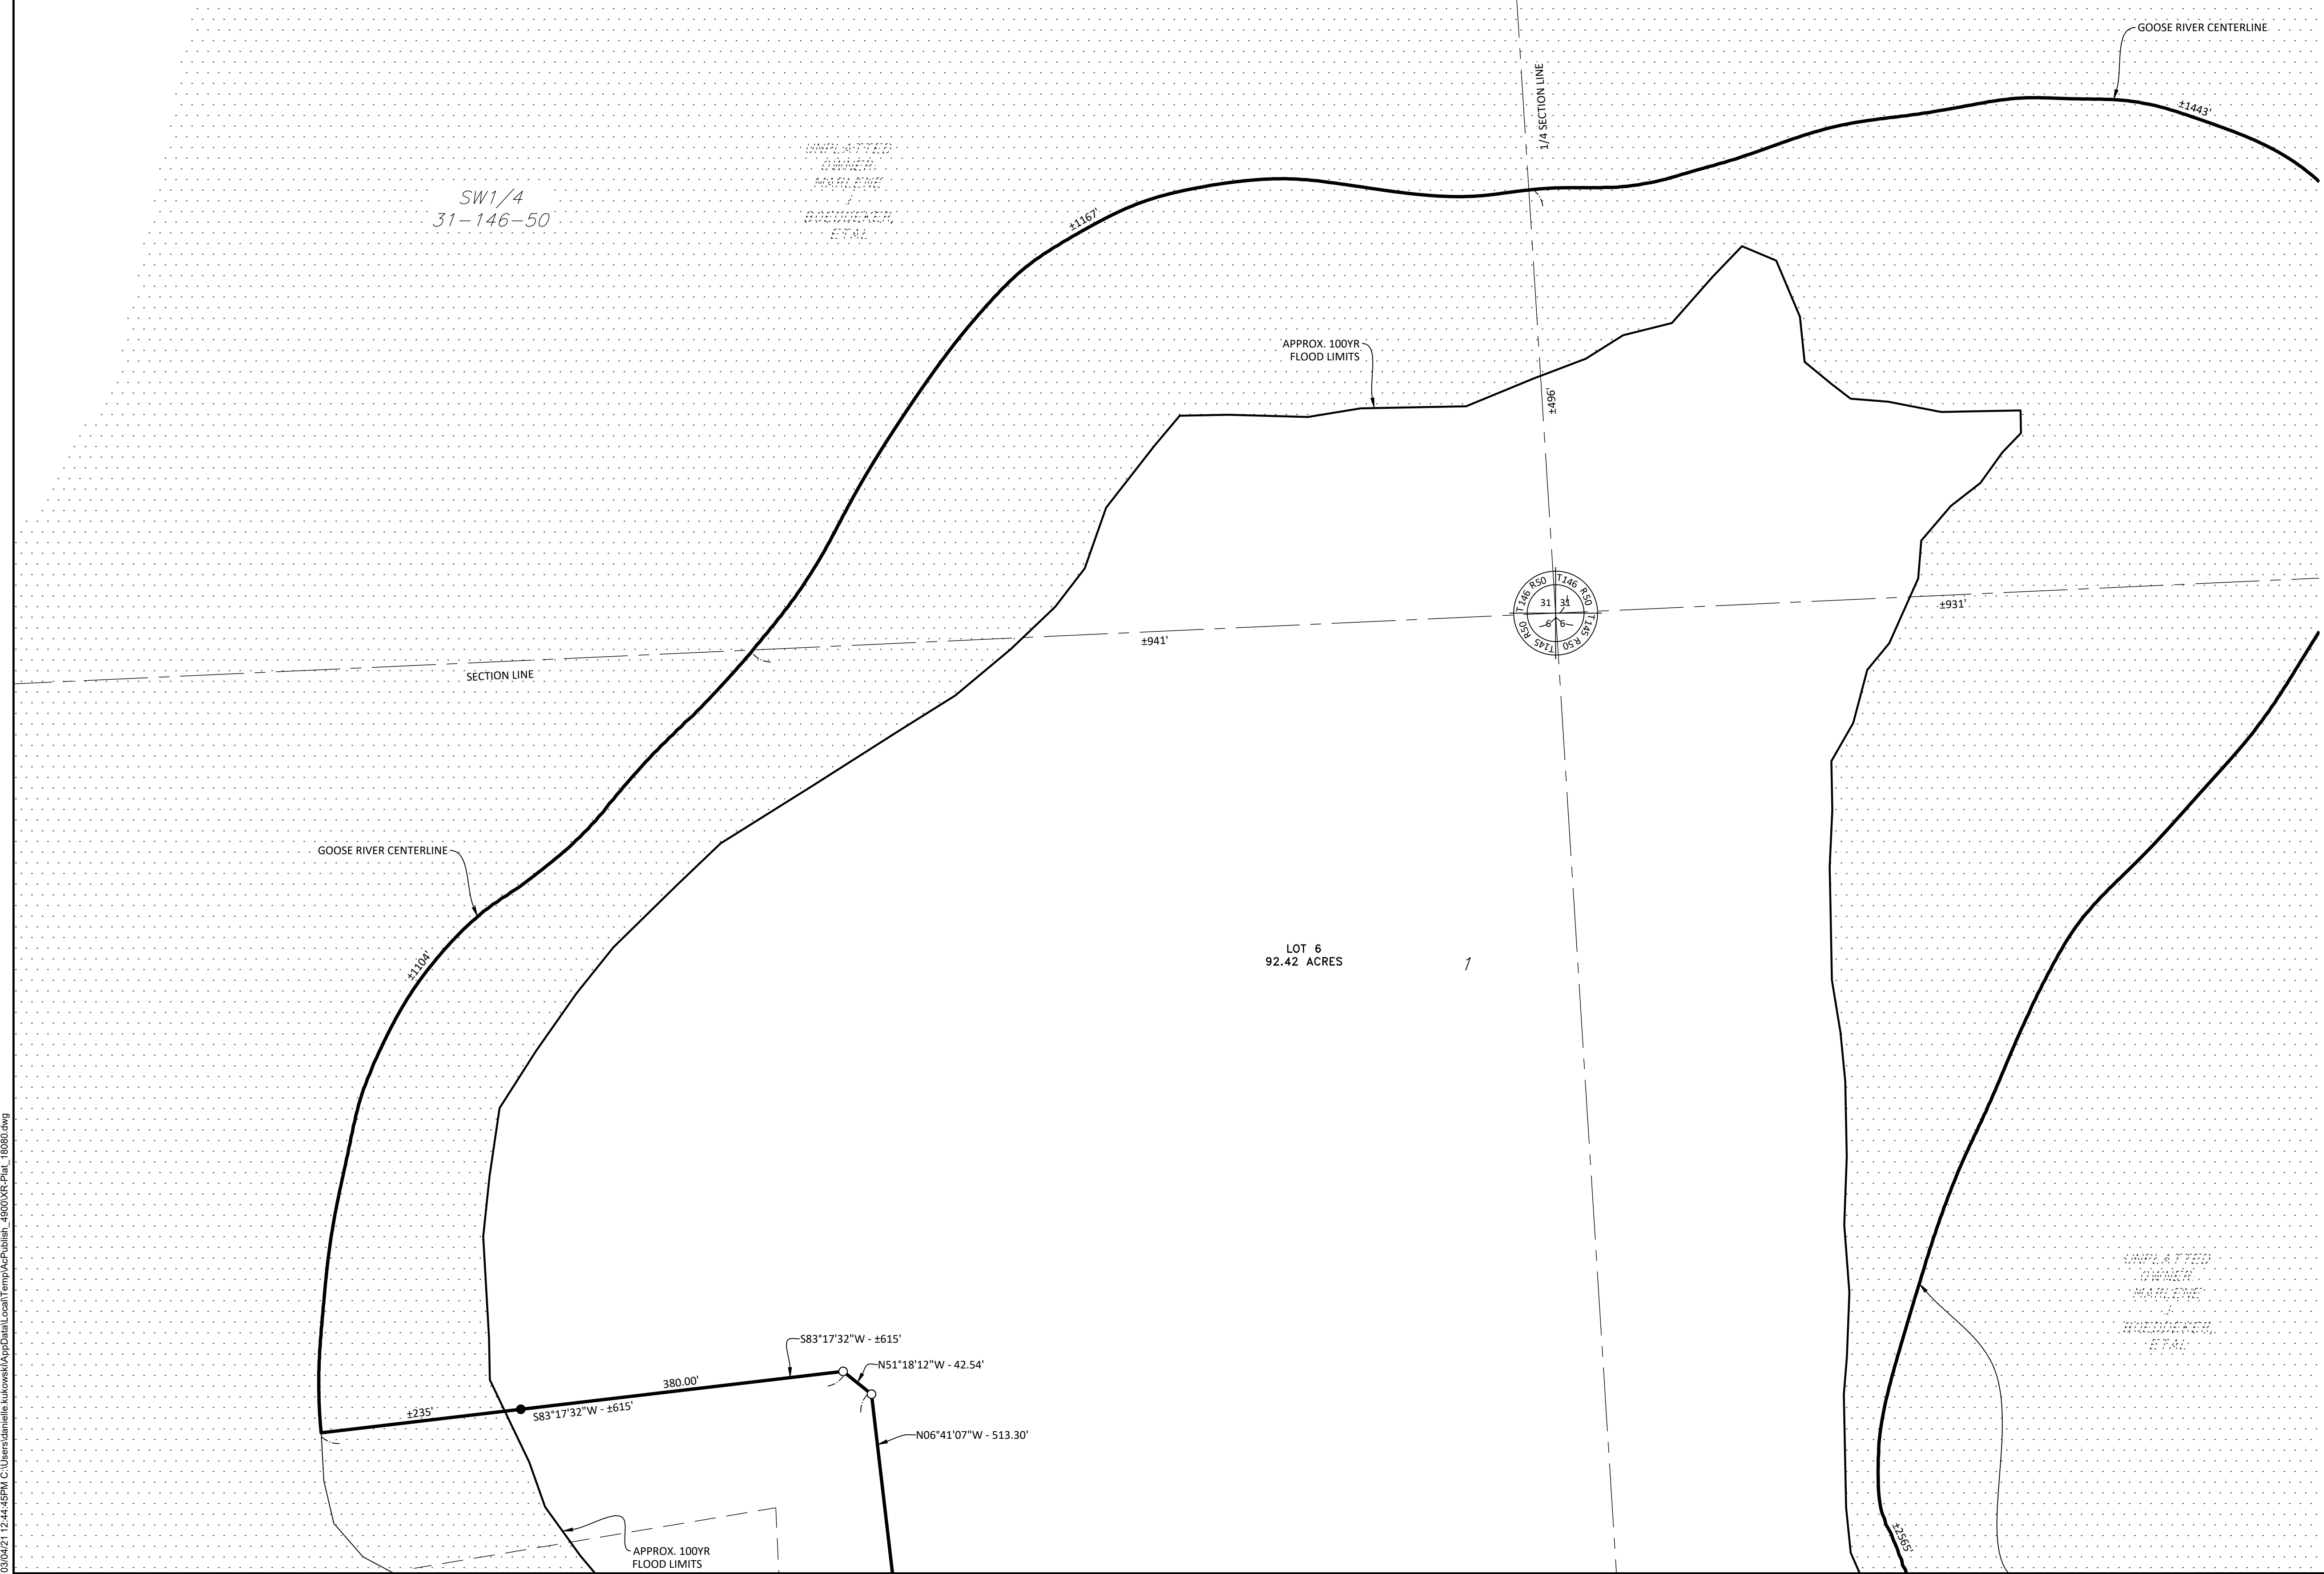 GOOSE RIVER CENTERLINE
±1443'
1/4 SECTION LINE
UNPLATTED
OWNER:
MARLENE
J
BOEDDEKER,
ETAL
SW1/4
31-146-50
±1167'
APPROX. 100YR
FLOOD LIMITS
±496'
T146 R50
T146 R50
31 31
6 6
T145 R50
T145 R50
±931'
±941'
SECTION LINE
GOOSE RIVER CENTERLINE
±1104'
LOT 6
92.42 ACRES
1
UNPLATTED
OWNER:
MARLENE
J
BOEDDEKER,
ETAL
S83°17'32"W - ±615'
N51°18'12"W - 42.54'
380.00'
±235'
S83°17'32"W - ±615'
N06°41'07"W - 513.30'
±2565'
APPROX. 100YR
FLOOD LIMITS
03/04/21 12:44:45PM C:\Users\danielle.kukowski\AppData\Local\Temp\AcPublish_4900\XR-Plat_18080.dwg